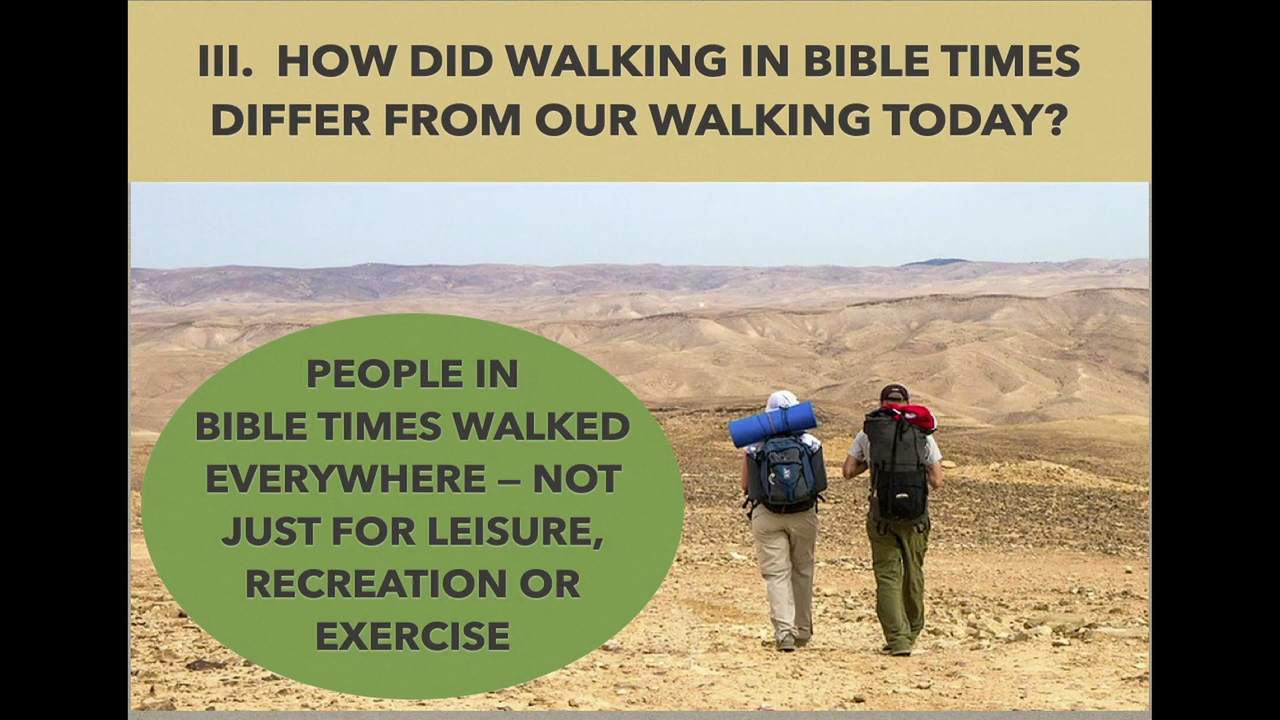 III. HOW DID WALKING IN BIBLE TIMES
DIFFER FROM OUR WALKING TODAY?
PEOPLE IN
BIBLE TIMES WALKED
EVERYWHERE – NOT
JUST FOR LEISURE,
RECREATION OR
EXERCISE